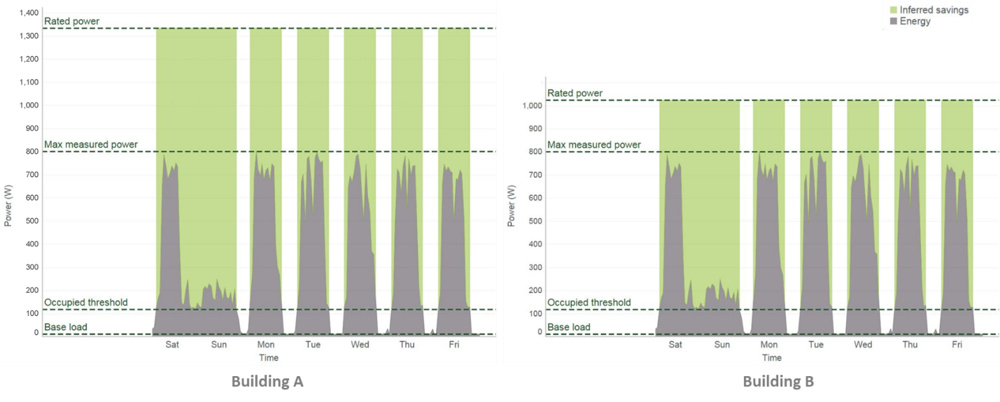 1,400
Rated power
1,300
1,200
1,100
1,000
900
Max measured power
800
700
600
500
400
300
200
Occupied threshold
100
Base load
0
Power (W)
Sat Sun Mon Tue Wed Thu Fri
Time
Building A
Inferred savings
Energy
Rated power
1,000
900
Max measured power
800
700
600
500
400
300
200
Occupied threshold
100
Base load
0
Power (W)
Sat Sun Mon Tue Wed Thu Fri
Time
Building B